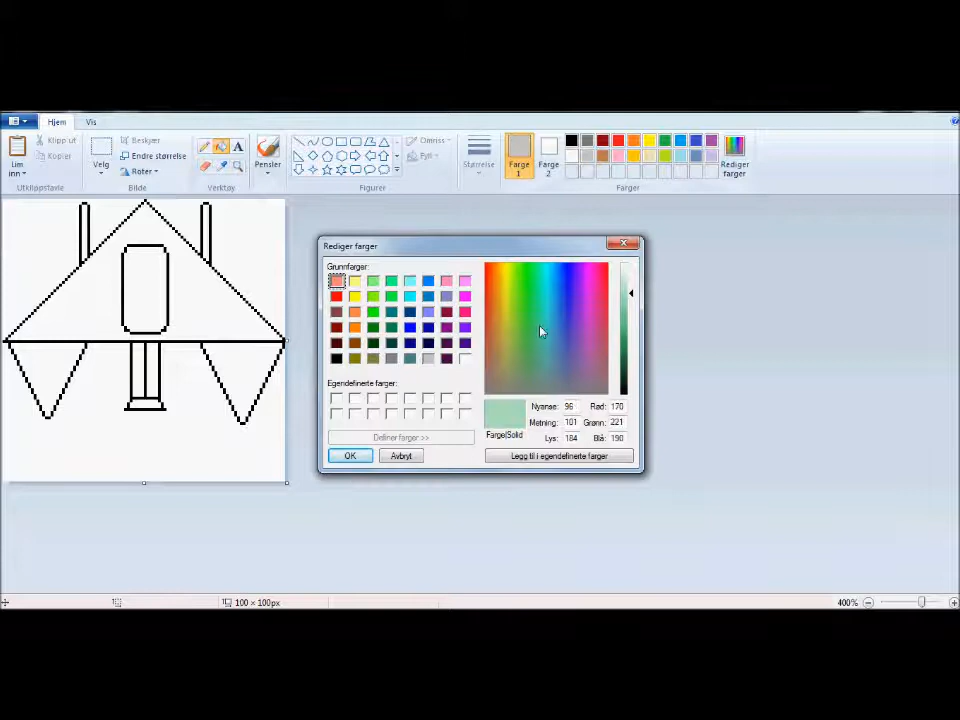 Hjem Vis
Klipp ut
Kopier
Lim inn
Utklippstavle
Velg
Beskjær
Endre størrelse
Roter
Bilde
A
Verktøy
Pensler
Omriss
Fyll
Figurer
Størrelse
Farge 1
Farge 2
Rediger farger
Farger
Rediger farger
Grunnfarger:
Egendefinerte farger:
Definer farger >>
OK Avbryt
Farge|Solid
Nyanse: 96 Rød: 170
Metning: 101 Grønn: 221
Lys: 184 Blå: 190
Legg til i egendefinerte farger
100 × 100px
400%